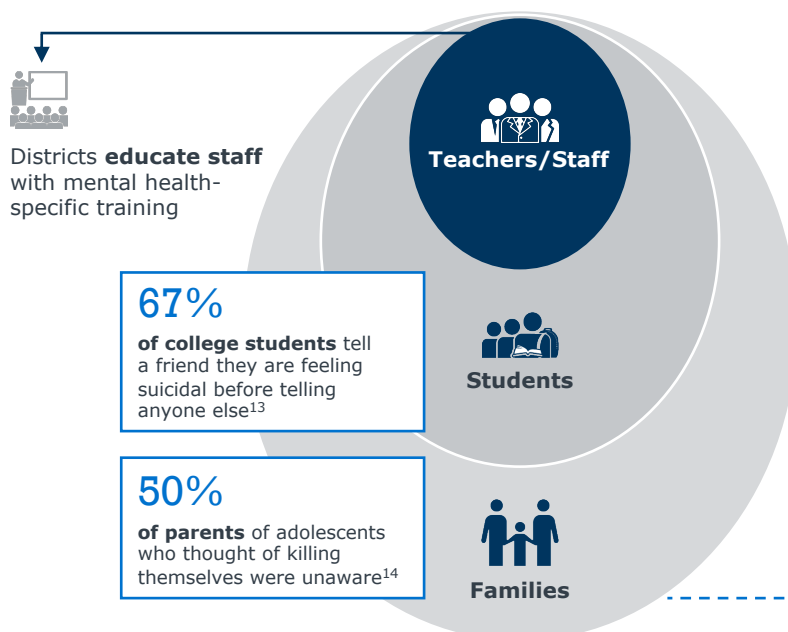 Teachers/Staff
Districts educate staff
with mental health-
specific training
67%
of college students tell
a friend they are feeling
suicidal before telling
anyone else¹³
Students
50%
of parents of adolescents
who thought of killing
themselves were unaware¹⁴
Families